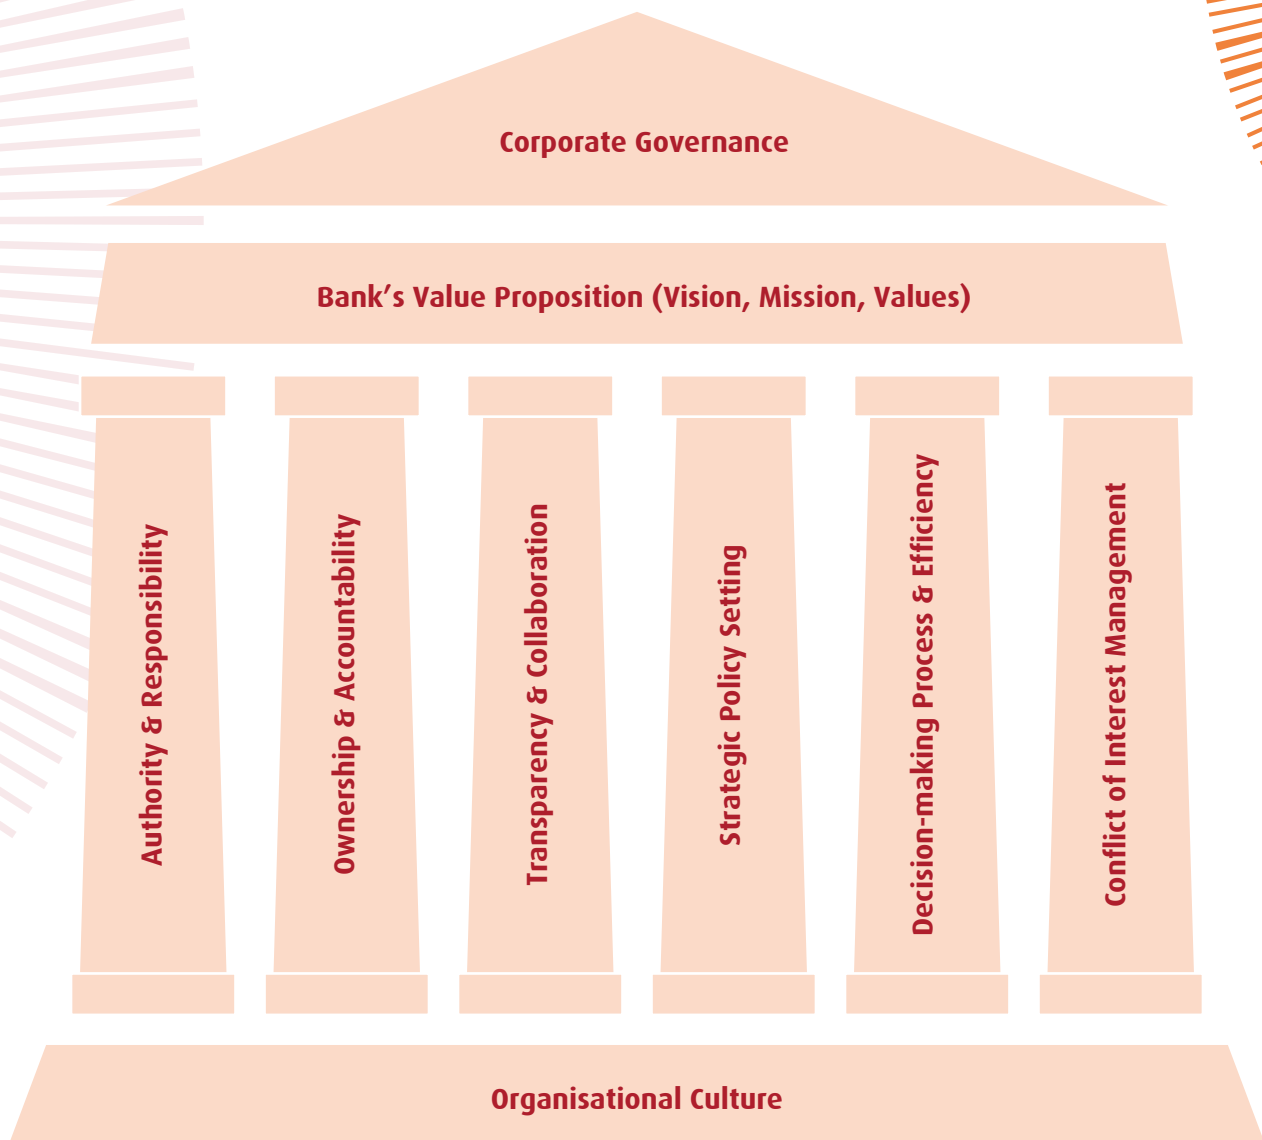 Corporate Governance
Bank’s Value Proposition (Vision, Mission, Values)
Authority & Responsibility
Ownership & Accountability
Transparency & Collaboration
Strategic Policy Setting
Decision-making Process & Efficiency
Conflict of Interest Management
Organisational Culture